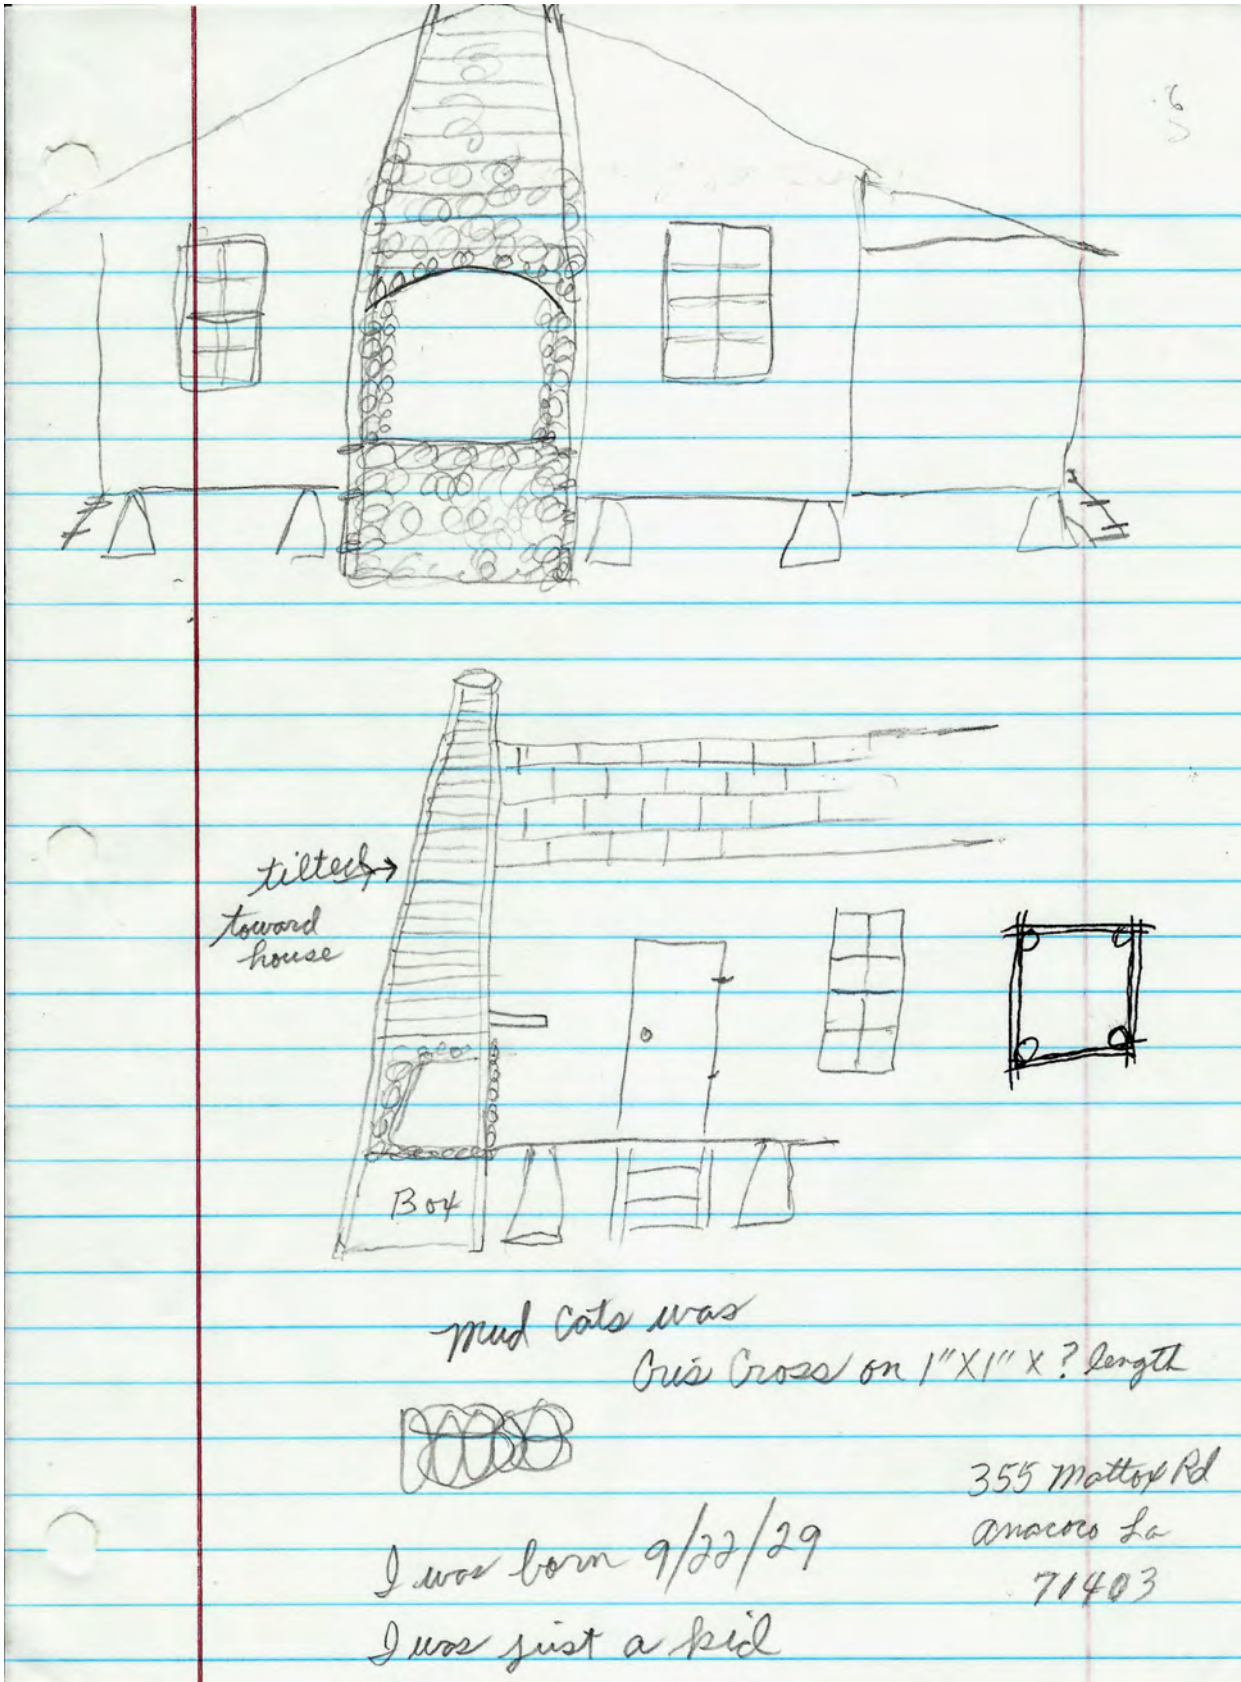 6
tilted
toward
house
Box
Mud Cats was
Cris Cross on 1" X 1" X ? length
355 Mattox Rd
Anacoco La
71403
I was born 9/22/29
I was just a kid